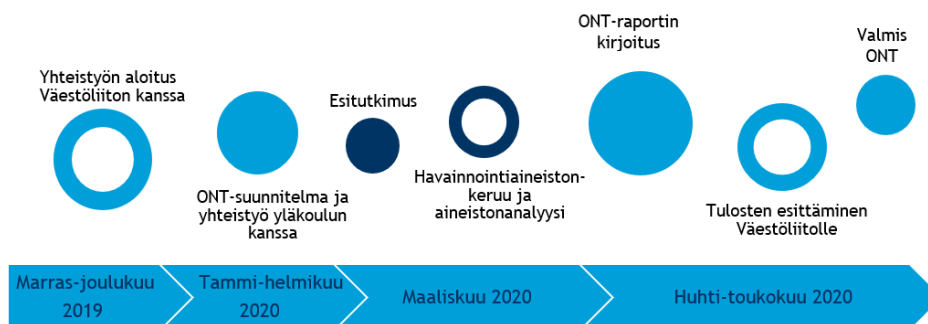 Yhteistyön aloitus
Väestöliiton kanssa
ONT-suunnitelma ja
yhteistyö yläkoulun
kanssa
Esitutkimus
Havainnointiaineiston-
keruu ja
aineistonanalyysi
ONT-raportin
kirjoitus
Tulosten esittäminen
Väestöliitolle
Valmis
ONT
Marras-joulukuu
2019
Tammi-helmikuu
2020
Maaliskuu 2020
Huhti-toukokuu 2020